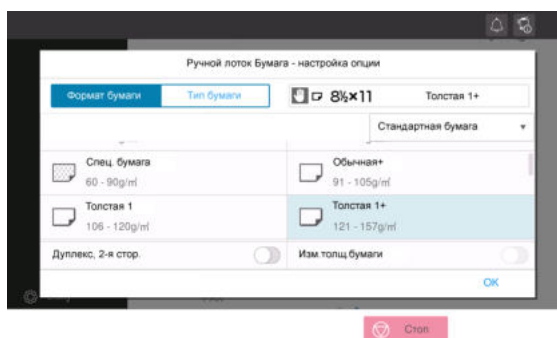 Ручной лоток Бумага - настройка опции
Формат бумаги
Тип бумаги
8½×11
Толстая 1+
Стандартная бумага
Спец. бумага
60 - 90g/㎡
Обычная+
91 - 105g/㎡
Толстая 1
106 - 120g/㎡
Толстая 1+
121 - 157g/㎡
Дуплекс, 2-я стор.
Изм.толщ бумаги
OK
Стоп